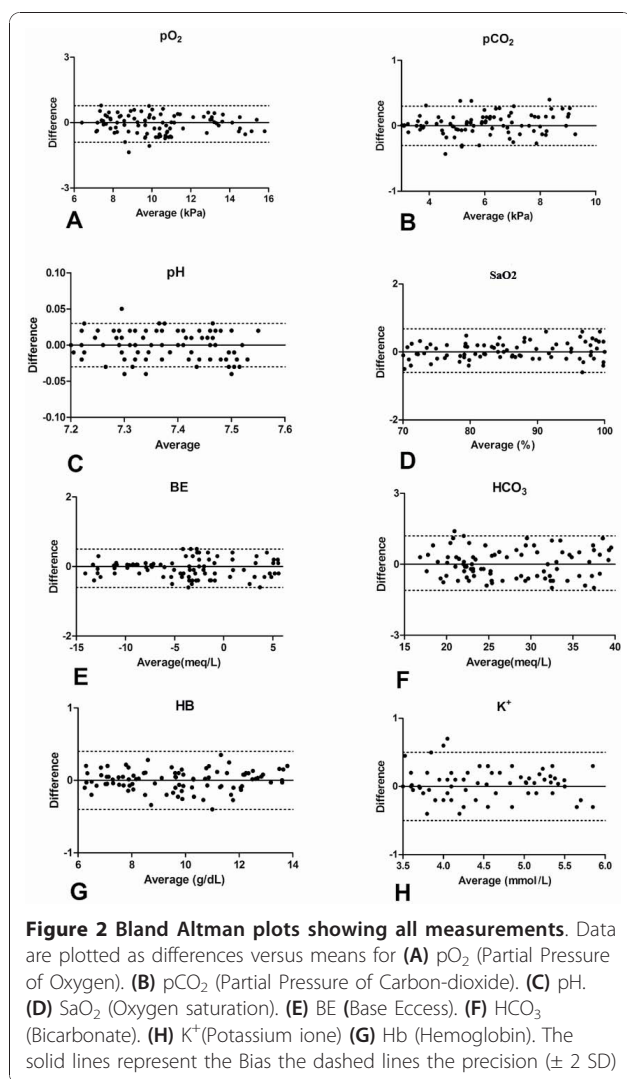 pO2
3
0
-3
Difference
6 8 10 12 14 16
Average (kPa)
A
pCO2
1
0
-1
Difference
4 6 8 10
Average (kPa)
B
pH
0.10
0.05
0.00
-0.05
-0.10
Difference
7.2 7.3 7.4 7.5 7.6
Average
C
SaO2
2
0
-2
Difference
70 80 90 100
Average (%)
D
BE
2
0
-2
Difference
-15 -10 -5 0 5
Average(meq/L)
E
HCO3
3
0
-3
Difference
15 20 25 30 35 40
Average(meq/L)
F
HB
1
0
-1
Difference
6 8 10 12 14
Average (g/dL)
G
K+
1
0
-1
Difference
3.5 4.0 4.5 5.0 5.5 6.0
Average (mmol/L)
H
Figure 2 Bland Altman plots showing all measurements. Data
are plotted as differences versus means for (A) pO2 (Partial Pressure
of Oxygen). (B) pCO2 (Partial Pressure of Carbon-dioxide). (C) pH.
(D) SaO2 (Oxygen saturation). (E) BE (Base Eccess). (F) HCO3
(Bicarbonate). (H) K+(Potassium ione) (G) Hb (Hemoglobin). The
solid lines represent the Bias the dashed lines the precision (± 2 SD)